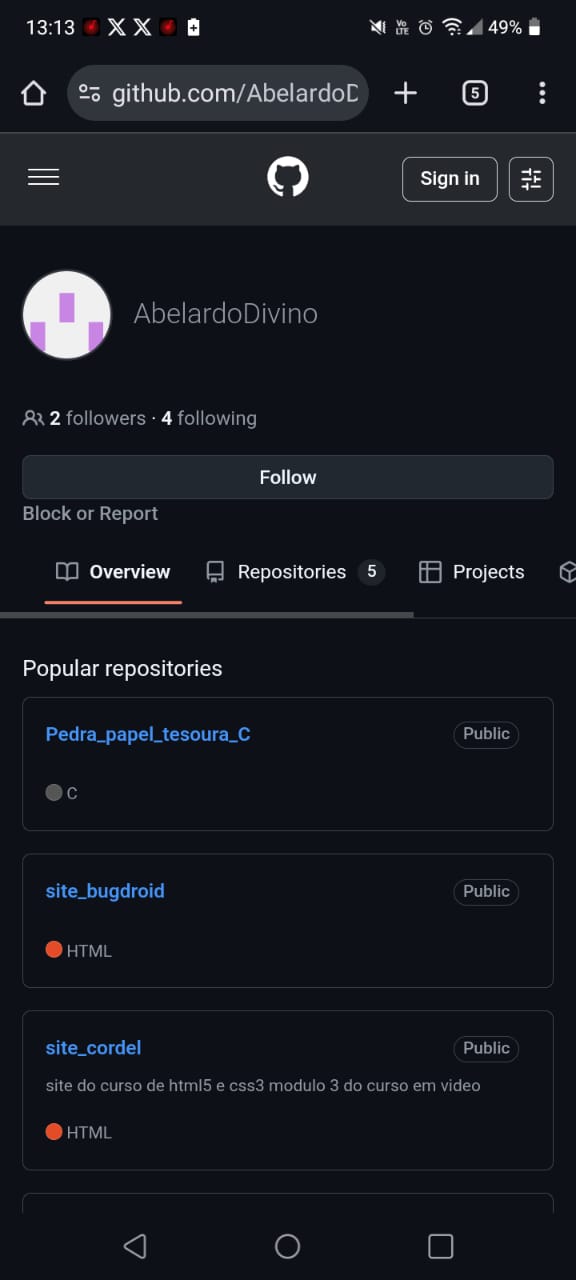 13:13 Vo LTE 49%
github.com/AbelardoD 5
Sign in
AbelardoDivino
2 followers · 4 following
Follow
Block or Report
Overview Repositories 5 Projects
Popular repositories
Pedra_papel_tesoura_C Public
C
site_bugdroid Public
HTML
site_cordel Public
site do curso de html5 e css3 modulo 3 do curso em video
HTML